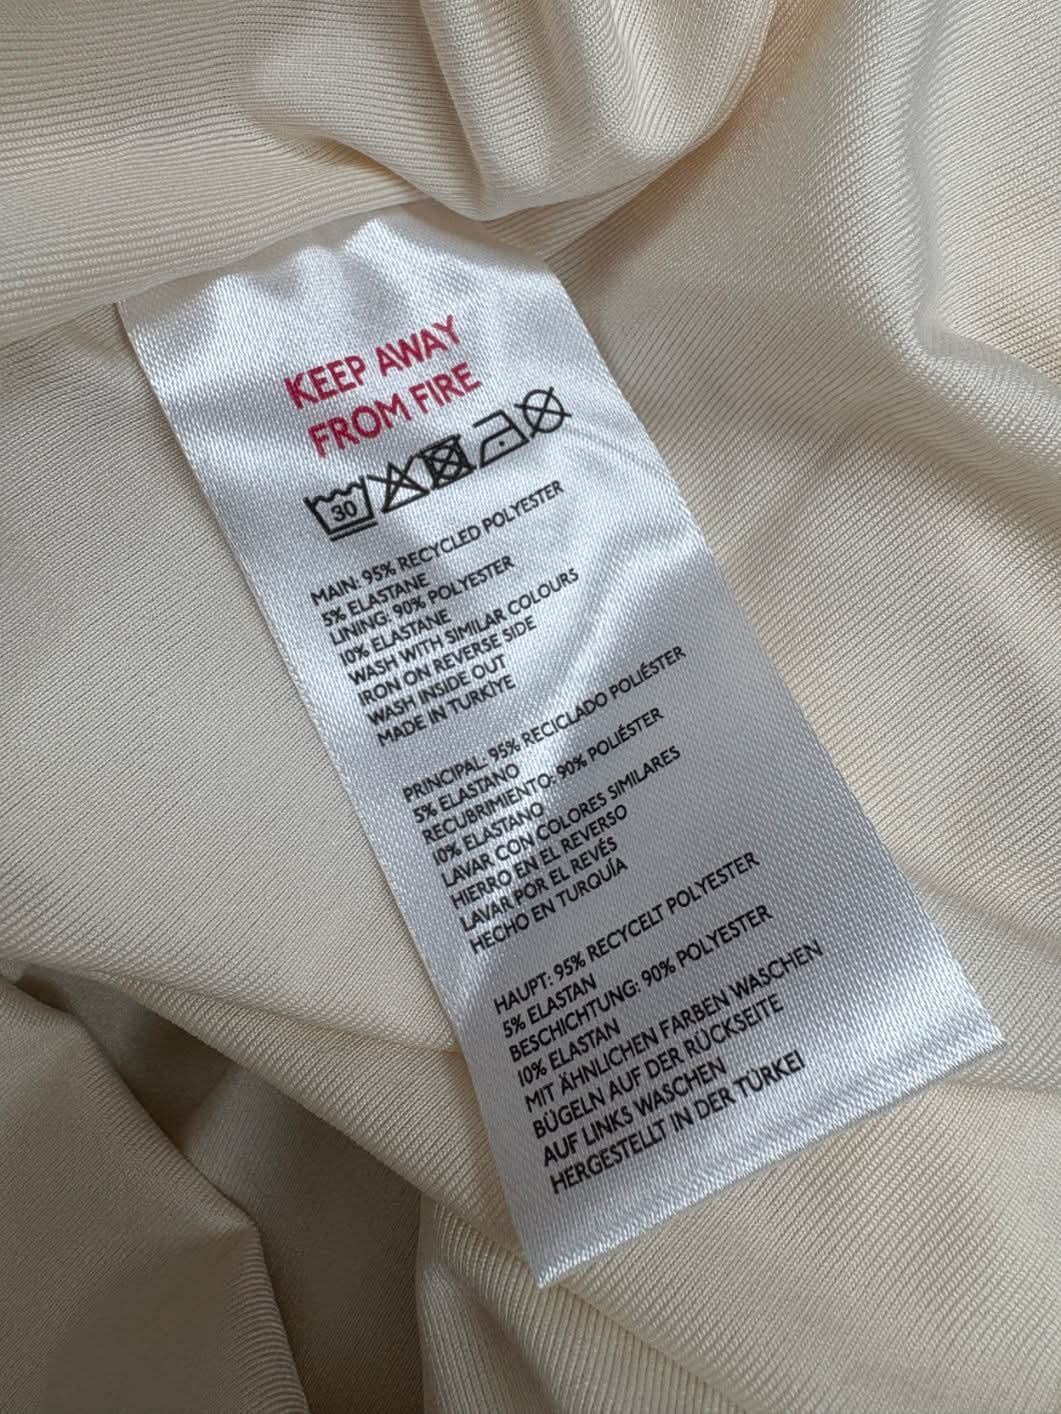 KEEP AWAY
FROM FIRE
30
MAIN: 95% RECYCLED POLYESTER
5% ELASTANE
LINING: 90% POLYESTER
10% ELASTANE
WASH WITH SIMILAR COLOURS
IRON ON REVERSE SIDE
WASH INSIDE OUT
MADE IN TURKİYE
PRINCIPAL: 95% RECICLADO POLIÉSTER
5% ELASTANO
RECUBRIMIENTO: 90% POLIÉSTER
10% ELASTANO
LAVAR CON COLORES SIMILARES
HIERRO EN EL REVERSO
LAVAR POR EL REVÉS
HECHO EN TURQUÍA
HAUPT: 95% RECYCELT POLYESTER
5% ELASTAN
BESCHICHTUNG: 90% POLYESTER
10% ELASTAN
MIT ÄHNLICHEN FARBEN WASCHEN
BÜGELN AUF DER RÜCKSEITE
AUF LINKS WASCHEN
HERGESTELLT IN DER TÜRKEI